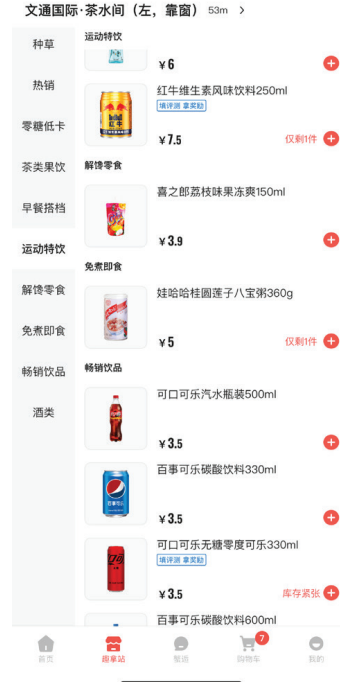 文通国际·茶水间（左，靠窗） 53m
种草
热销
零糖低卡
茶类果饮
早餐搭档
运动特饮
解馋零食
免煮即食
畅销饮品
酒类
运动特饮
¥6
红牛维生素风味饮料250ml
填评测 拿奖励
¥7.5
仅剩1件
解馋零食
喜之郎荔枝味果冻爽150ml
¥3.9
免煮即食
娃哈哈桂圆莲子八宝粥360g
¥5
仅剩1件
畅销饮品
可口可乐汽水瓶装500ml
¥3.5
百事可乐碳酸饮料330ml
¥3.5
可口可乐无糖零度可乐330ml
填评测 拿奖励
¥3.5
库存紧张
百事可乐碳酸饮料600ml
首页
趣拿站
7
购物车
我的